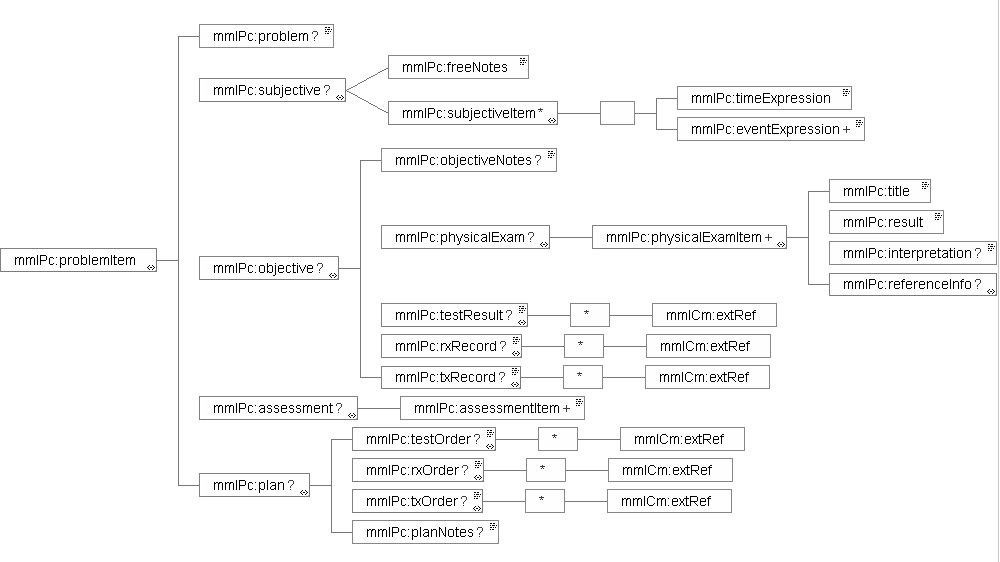 mmlPc:problem?
mmlPc:subjective?
mmlPc:freeNotes
mmlPc:subjectiveItem*
mmlPc:timeExpression
mmlPc:eventExpression+
mmlPc:objectiveNotes?
mmlPc:title
mmlPc:result
mmlPc:physicalExam?
mmlPc:physicalExamItem+
mmlPc:interpretation?
mmlPc:problemItem
mmlPc:objective?
mmlPc:referenceInfo?
mmlPc:testResult?
*
mmlCm:extRef
mmlPc:rxRecord?
*
mmlCm:extRef
mmlPc:txRecord?
*
mmlCm:extRef
mmlPc:assessment?
mmlPc:assessmentItem+
mmlPc:testOrder?
*
mmlCm:extRef
mmlPc:rxOrder?
*
mmlCm:extRef
mmlPc:plan?
mmlPc:txOrder?
*
mmlCm:extRef
mmlPc:planNotes?